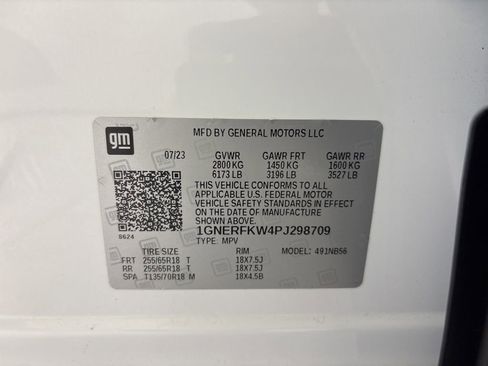 gm
MFD BY GENERAL MOTORS LLC
07/23 GVWR GAWR FRT GAWR RR
2800 KG 1450 KG 1600 KG
6173 LB 3196 LB 3527 LB
THIS VEHICLE CONFORMS TO ALL
APPLICABLE U.S. FEDERAL MOTOR
VEHICLE SAFETY STANDARDS IN
EFFECT ON THE DATE OF
MANUFACTURE SHOWN ABOVE.
8624
1GNERFKW4PJ298709
TYPE: MPV
TIRE SIZE RIM MODEL: 491NB56
FRT 255/65R18 T 18X7.5J
RR 255/65R18 T 18X7.5J
SPA T135/70R18 M 18X4.5B